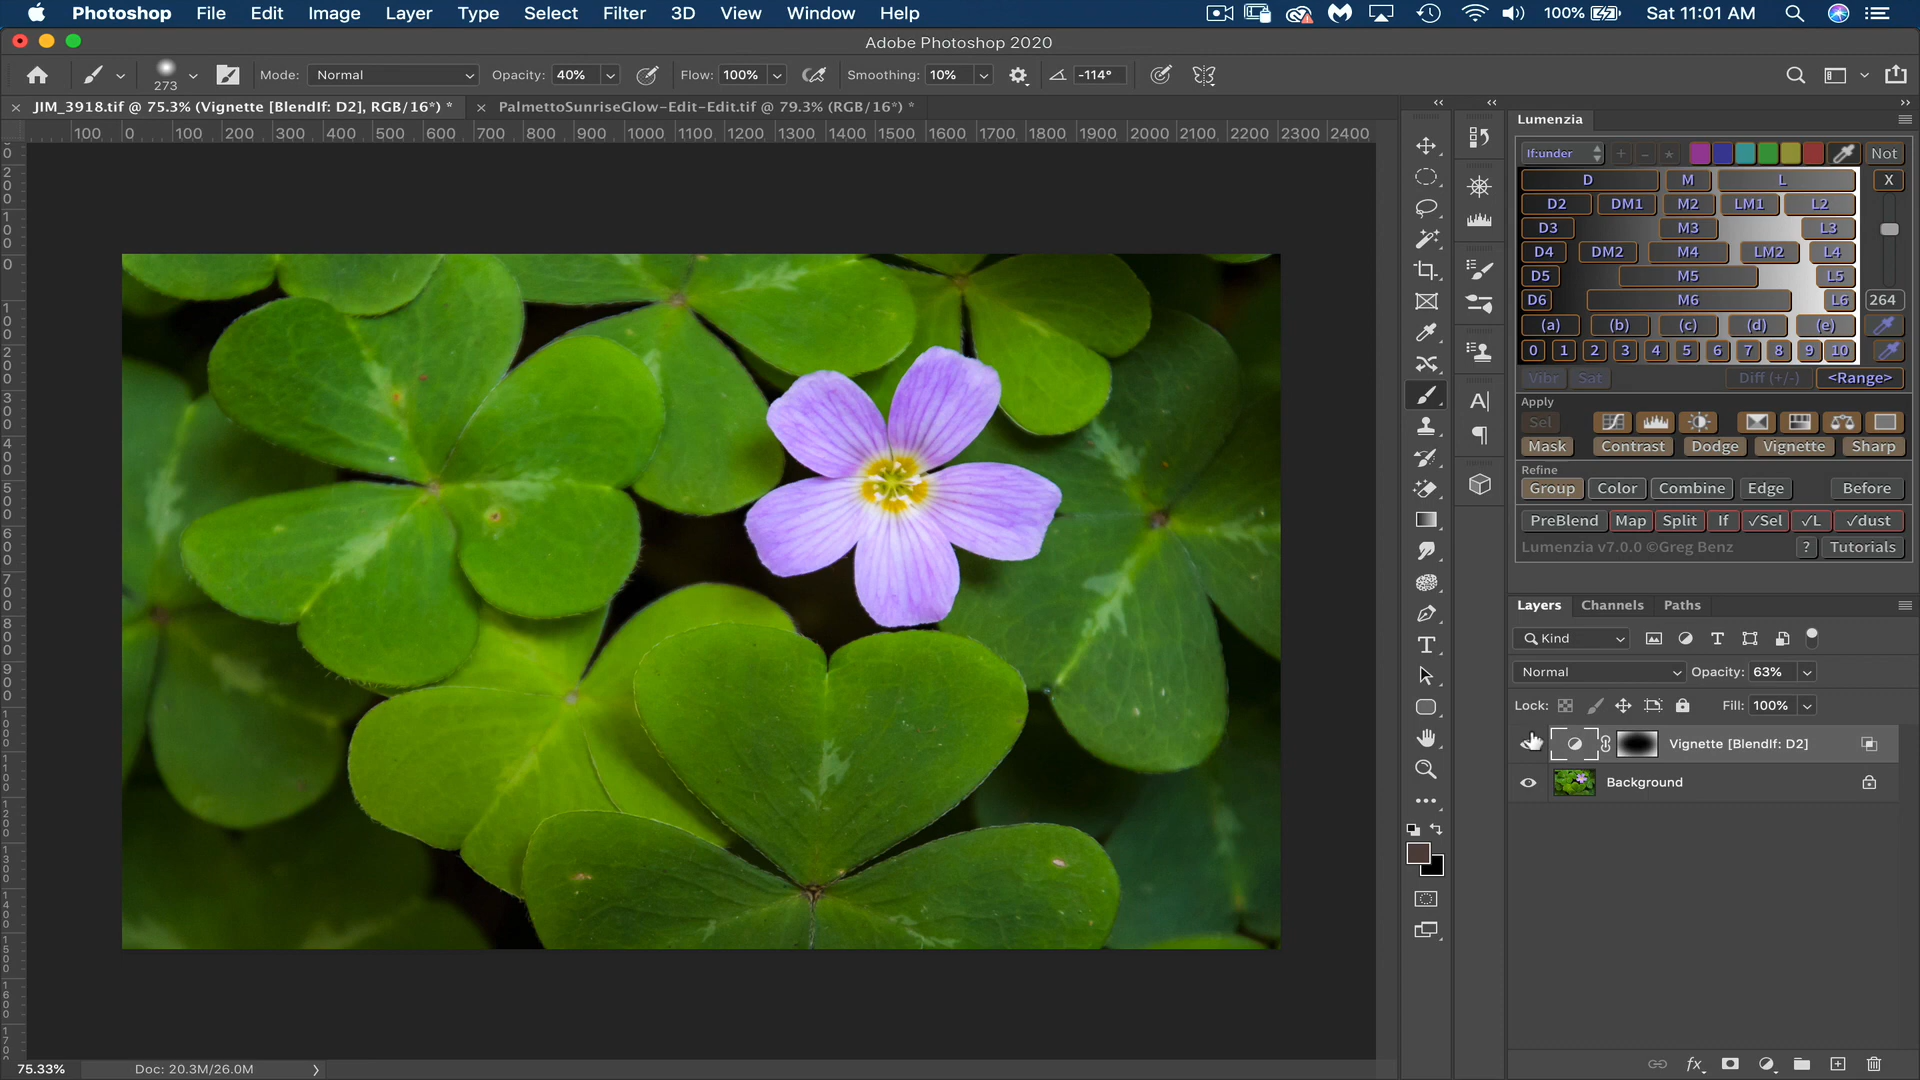 Photoshop File Edit Image Layer Type Select Filter 3D View Window Help 100% Sat 11:01 AM
Adobe Photoshop 2020
273 Mode: Normal Opacity: 40% Flow: 100% Smoothing: 10% -114°
× JIM_3918.tif @ 75.3% (Vignette [BlendIf: D2], RGB/16*) * × PalmettoSunriseGlow-Edit-Edit.tif @ 79.3% (RGB/16*) *
100 0 100 200 300 400 500 600 700 800 900 1000 1100 1200 1300 1400 1500 1600 1700 1800 1900 2000 2100 2200 2300 2400
Lumenzia
If:under + - * Not
D M L X
D2 DM1 M2 LM1 L2
D3 M3 L3
D4 DM2 M4 LM2 L4
D5 M5 L5
D6 M6 L6 264
(a) (b) (c) (d) (e)
0 1 2 3 4 5 6 7 8 9 10
Vibr Sat Diff (+/-) <Range>
Apply
Sel
Mask Contrast Dodge Vignette Sharp
Refine
Group Color Combine Edge Before
PreBlend Map Split If √Sel √L √dust
Lumenzia v7.0.0 ©Greg Benz ? Tutorials
Layers Channels Paths
Kind
Normal Opacity: 63%
Lock: Fill: 100%
Vignette [BlendIf: D2]
Background
fx
75.33% Doc: 20.3M/26.0M